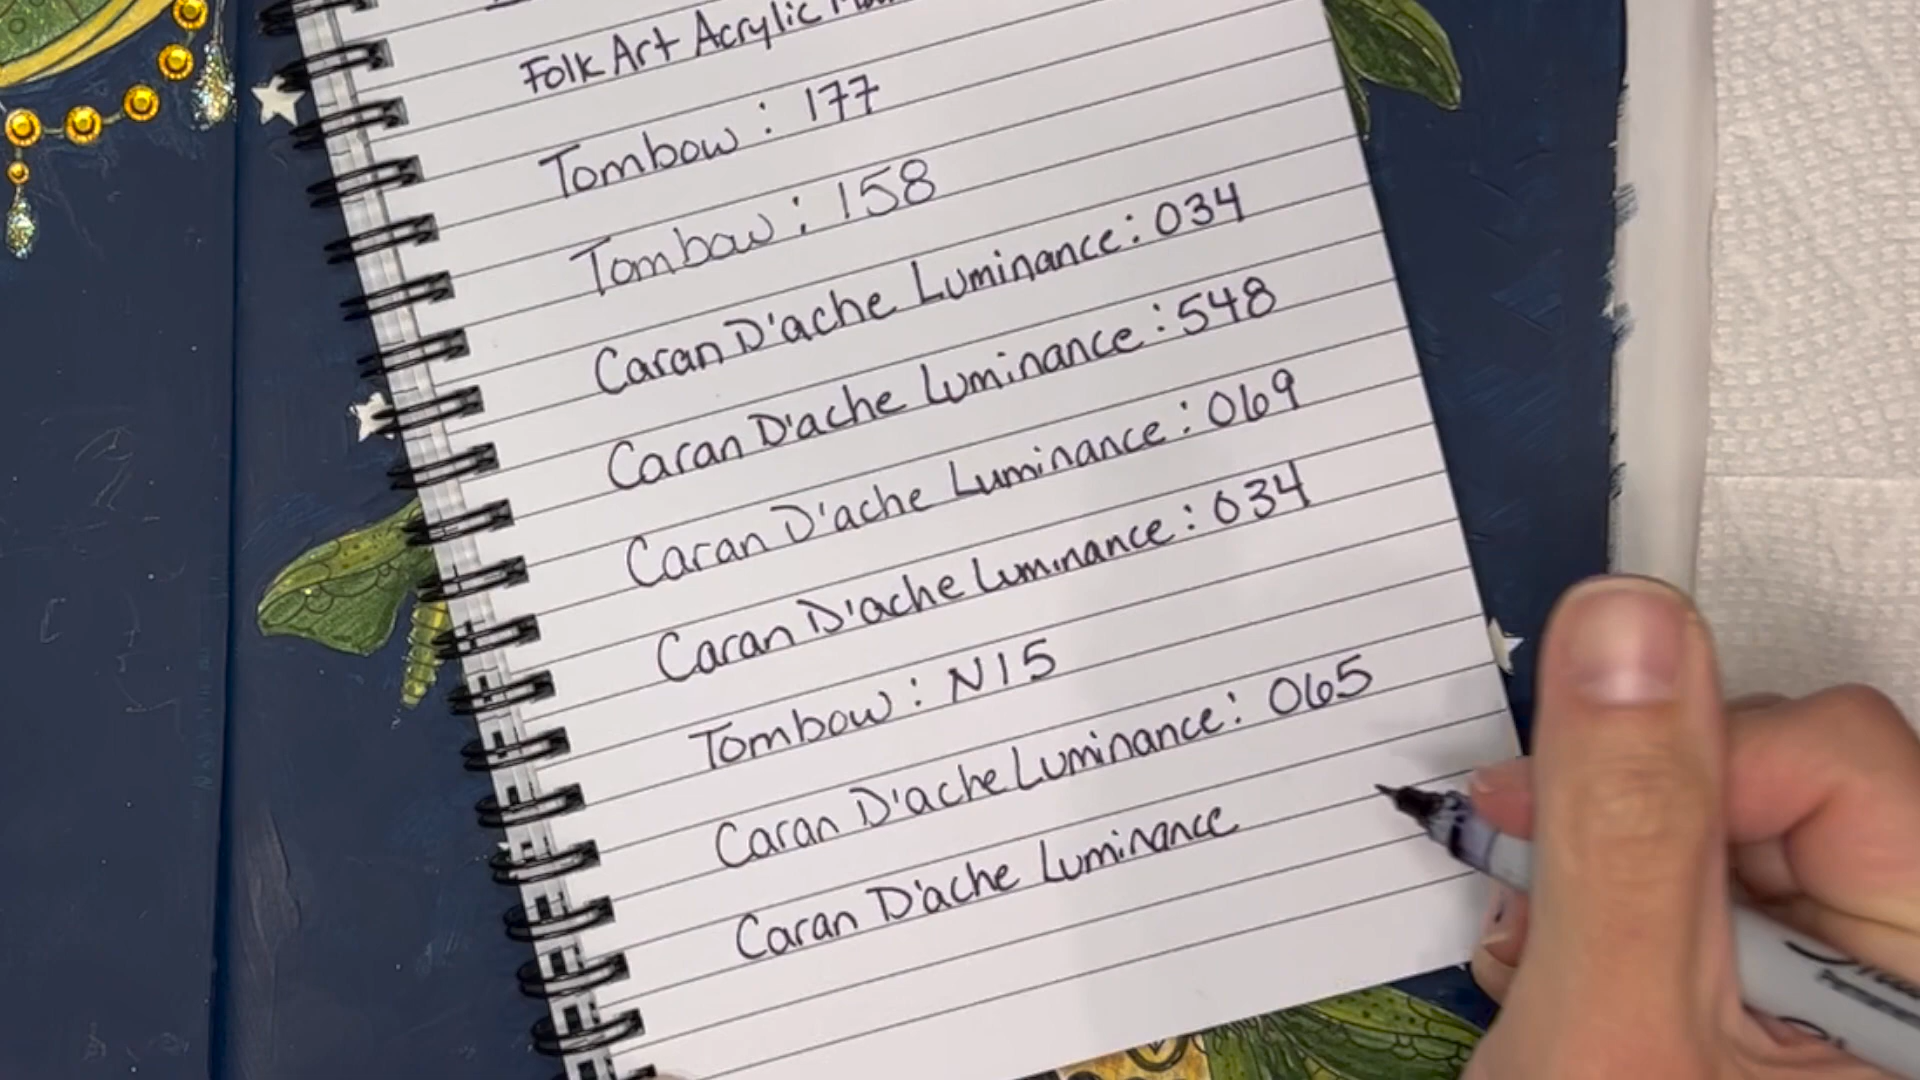 Folk Art Acrylic
Tombow : 177
Tombow : 158
Caran D'ache Luminance : 034
Caran D'ache Luminance : 548
Caran D'ache Luminance : 069
Caran D'ache Luminance : 034
Tombow : N15
Caran D'ache Luminance : 065
Caran D'ache Luminance